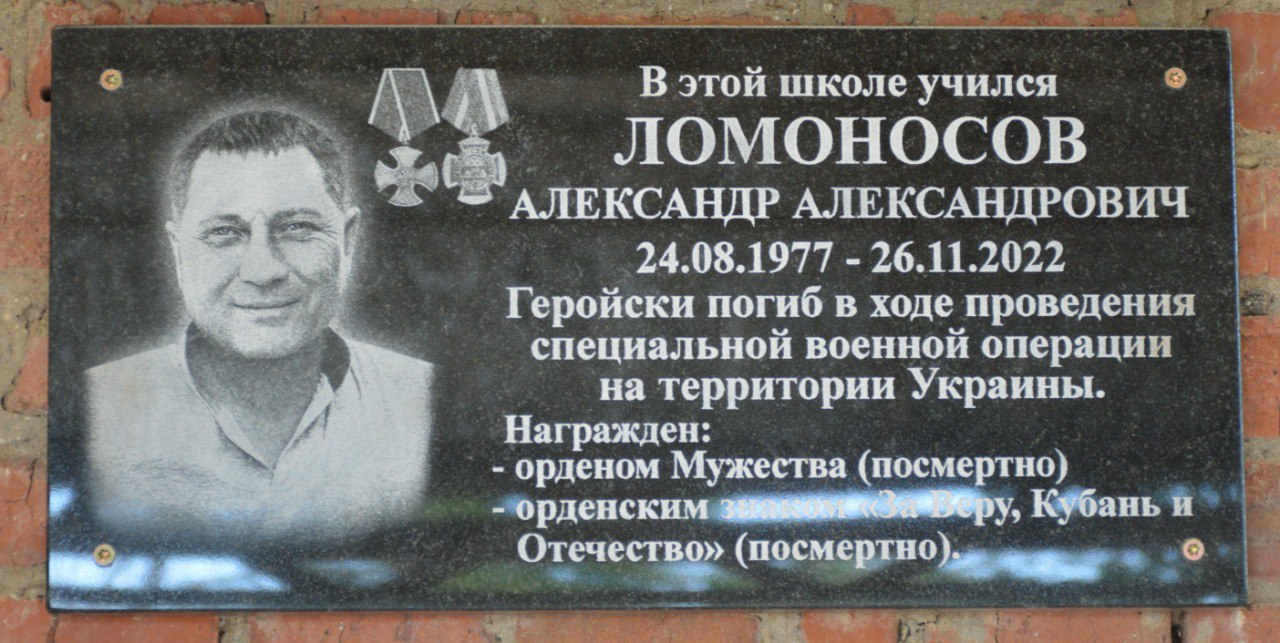 В этой школе учился
ЛОМОНОСОВ
АЛЕКСАНДР АЛЕКСАНДРОВИЧ
24.08.1977 - 26.11.2022
Геройски погиб в ходе проведения
специальной военной операции
на территории Украины.
Награжден:
- орденом Мужества (посмертно)
- орденским знаком «За Веру, Кубань и
Отечество» (посмертно).